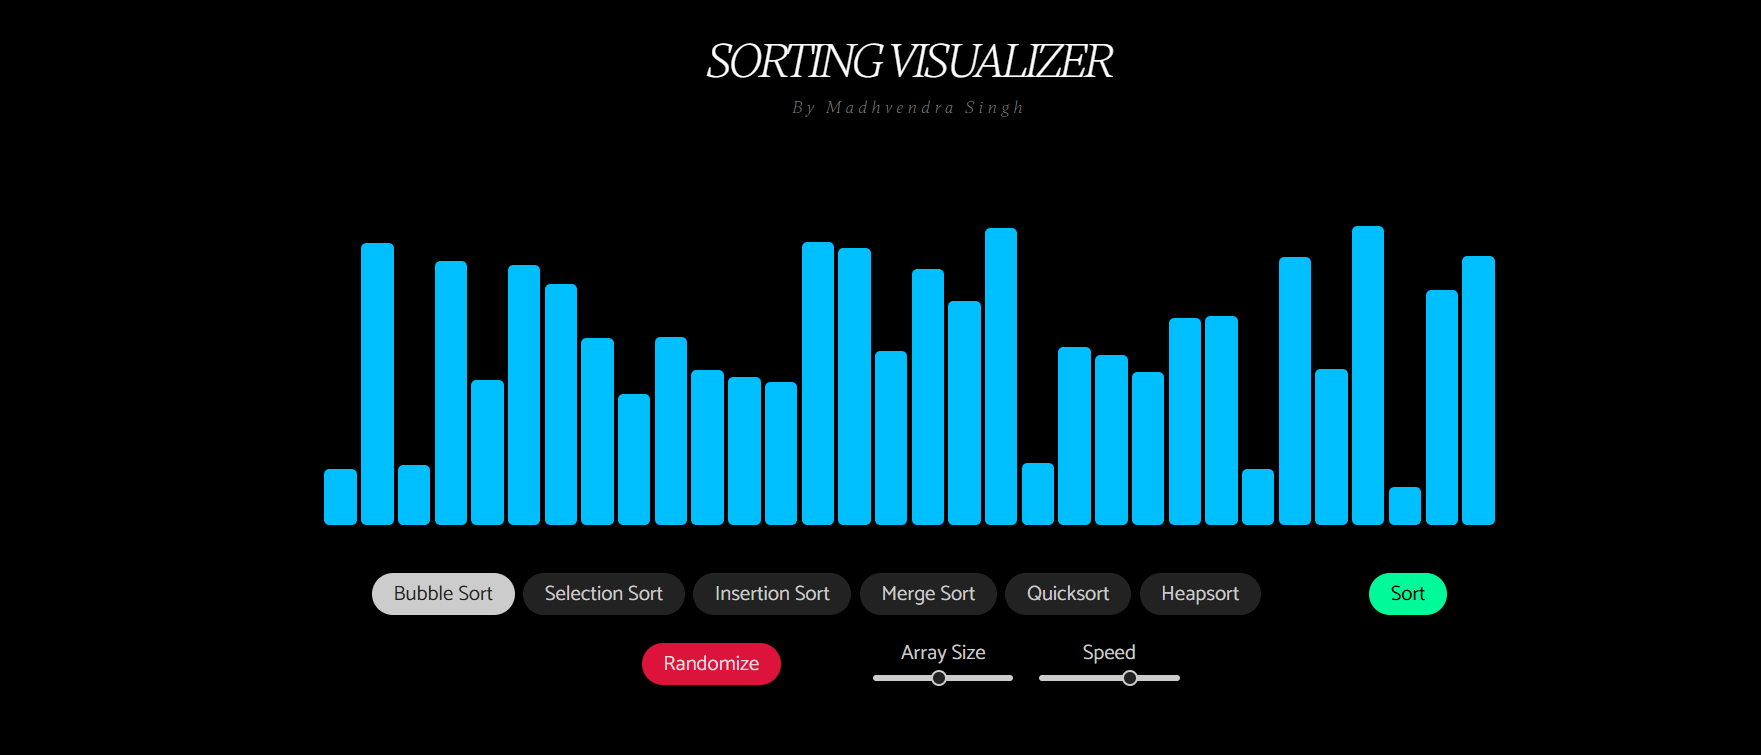 SORTING VISUALIZER
By Madhvendra Singh
Bubble Sort Selection Sort Insertion Sort Merge Sort Quicksort Heapsort Sort
Randomize Array Size Speed